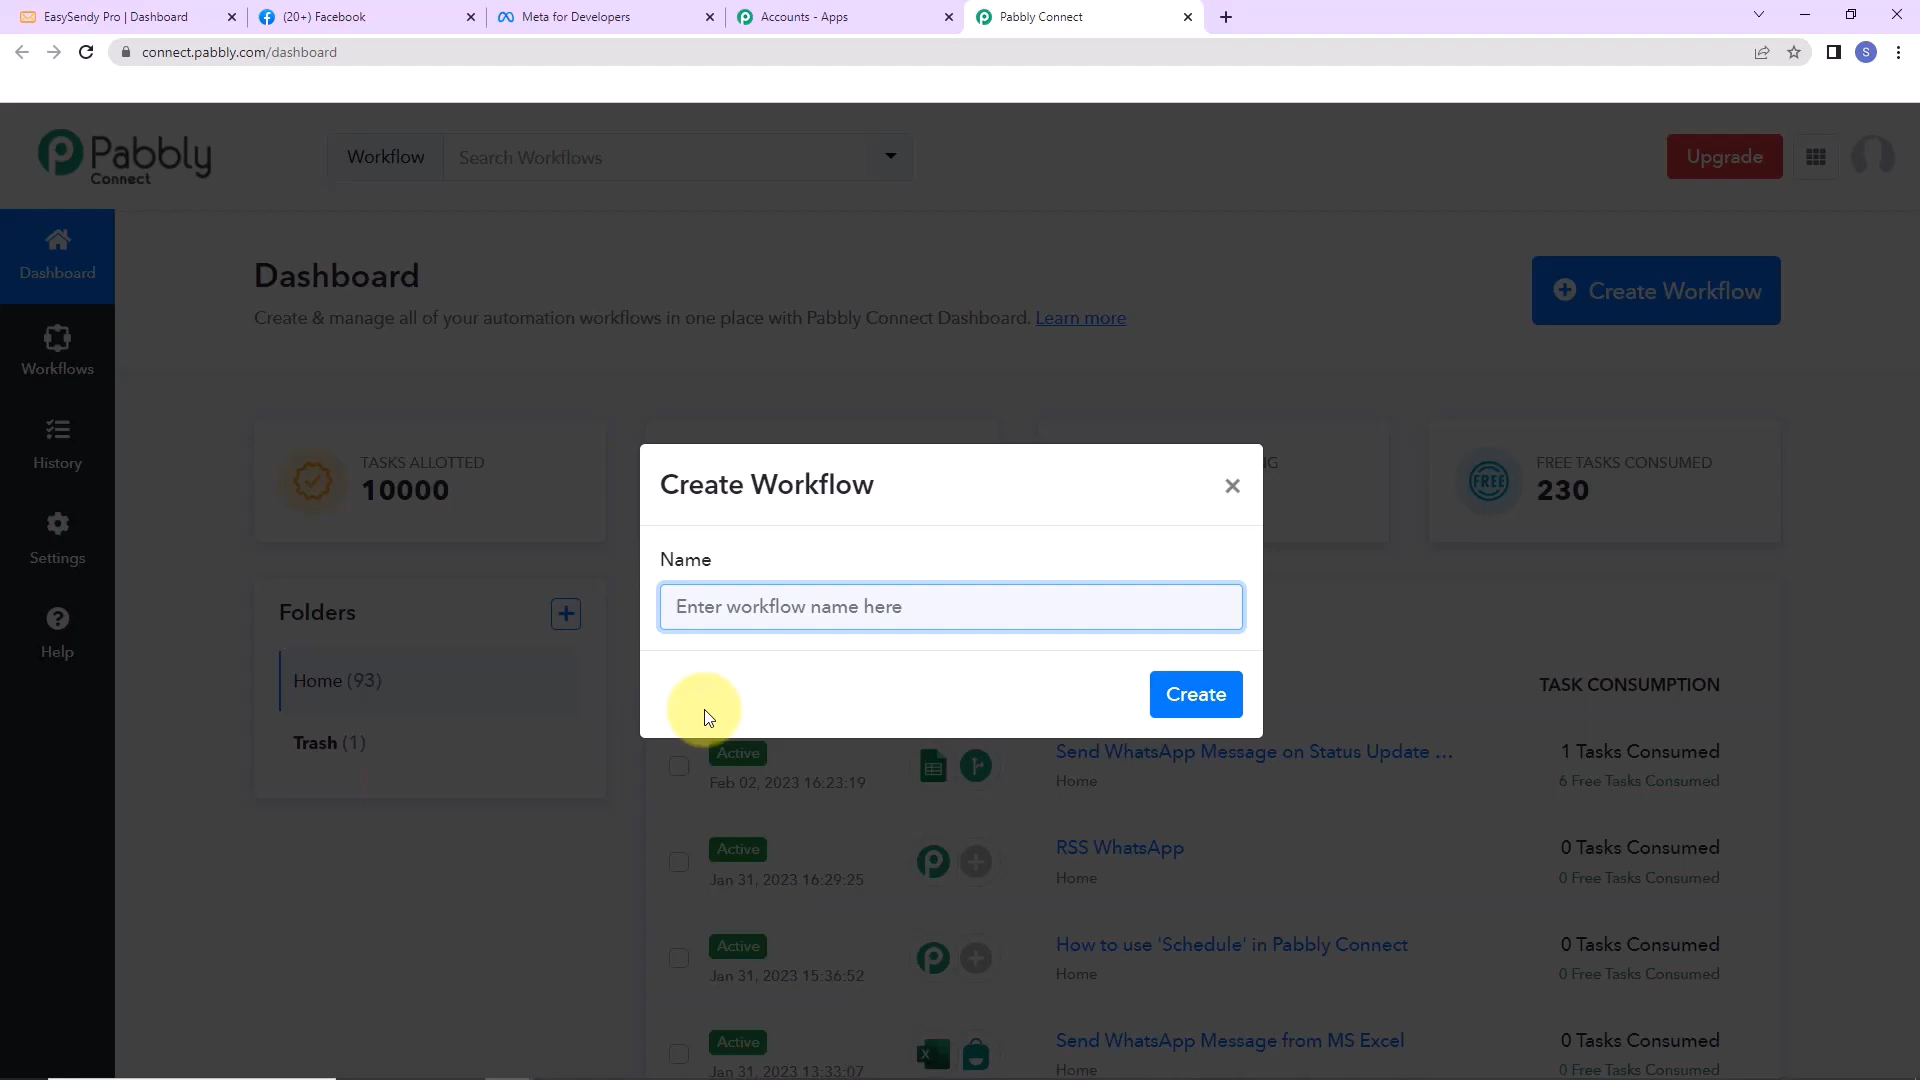 EasySendy Pro | Dashboard
(20+) Facebook
Meta for Developers
Accounts - Apps
Pabbly Connect
connect.pabbly.com/dashboard
S
Pabbly
Connect
Workflow
Search Workflows
Upgrade
Dashboard
Workflows
History
Settings
Help
Dashboard
Create & manage all of your automation workflows in one place with Pabbly Connect Dashboard. Learn more
Create Workflow
TASKS ALLOTTED
10000
NG
FREE
FREE TASKS CONSUMED
230
Create Workflow
Name
Enter workflow name here
Create
Folders
Home (93)
Trash (1)
TASK CONSUMPTION
Active
Feb 02, 2023 16:23:19
Send WhatsApp Message on Status Update ...
Home
1 Tasks Consumed
6 Free Tasks Consumed
Active
Jan 31, 2023 16:29:25
RSS WhatsApp
Home
0 Tasks Consumed
0 Free Tasks Consumed
Active
Jan 31, 2023 15:36:52
How to use 'Schedule' in Pabbly Connect
Home
0 Tasks Consumed
0 Free Tasks Consumed
Active
Jan 31, 2023 13:33:07
Send WhatsApp Message from MS Excel
Home
0 Tasks Consumed
0 Free Tasks Consumed